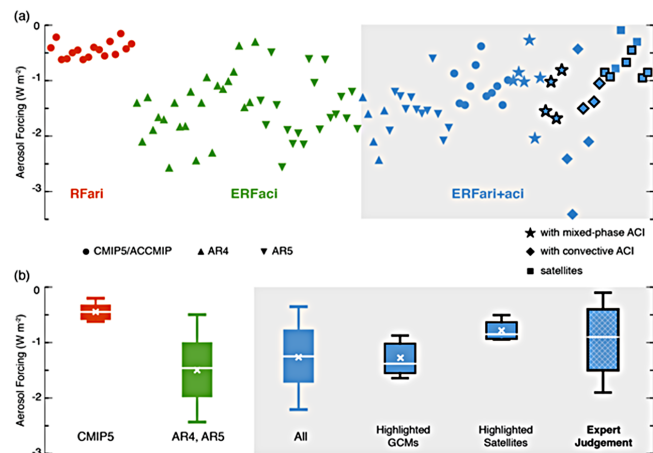 (a)
0
-1
-2
-3
Aerosol Forcing (W m-2)
RFari
ERFaci
ERFari+aci
CMIP5/ACCMIP
AR4
AR5
with mixed-phase ACI
with convective ACI
satellites
(b)
0
-1
-2
-3
Aerosol Forcing (W m-2)
CMIP5
AR4, AR5
All
Highlighted
GCMs
Highlighted
Satellites
Expert
Judgement